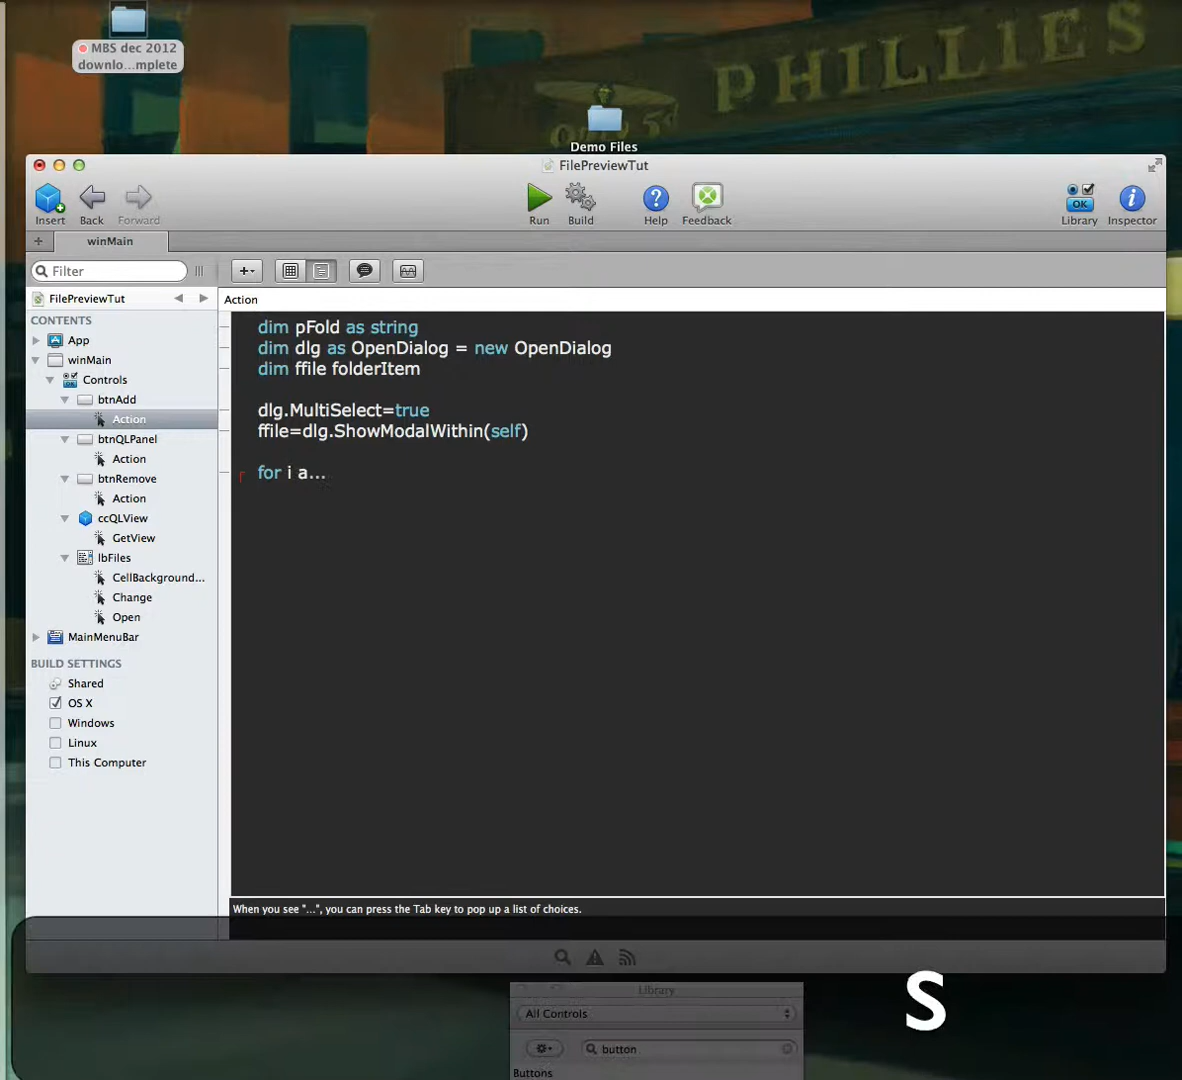 MBS dec 2012
downlo...mplete
PHILLIES
Demo Files
FilePreviewTut
Insert Back Forward Run Build Help Feedback OK Library Inspector
+ winMain
Filter
FilePreviewTut
Action
CONTENTS
App
winMain
Controls
btnAdd
Action
btnQLPanel
Action
btnRemove
Action
ccQLView
GetView
lbFiles
CellBackground...
Change
Open
MainMenuBar
BUILD SETTINGS
Shared
OS X
Windows
Linux
This Computer
dim pFold as string
dim dlg as OpenDialog = new OpenDialog
dim ffile folderItem
dlg.MultiSelect=true
ffile=dlg.ShowModalWithin(self)
for i a...
When you see "...", you can press the Tab key to pop up a list of choices.
S
Library
All Controls
button
Buttons